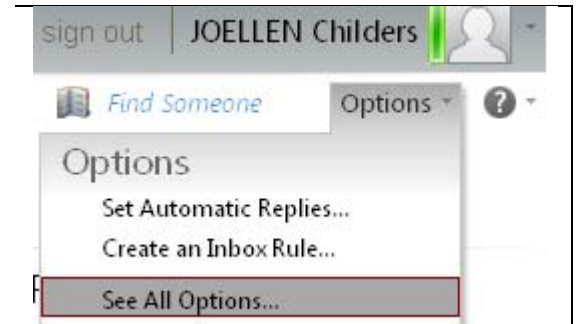 sign out JOELLEN Childers
Find Someone Options ?
Options
Set Automatic Replies...
Create an Inbox Rule...
See All Options...